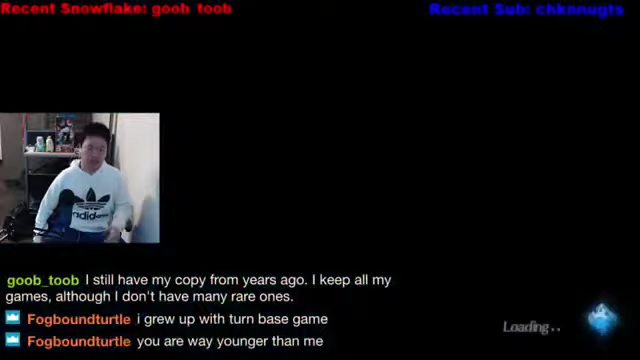 Recent Snowflake: goob_toob
Recent Sub: chknnugts
adidas
goob_toob I still have my copy from years ago. I keep all my
games, although I don't have many rare ones.
Fogboundturtle i grew up with turn base game
Fogboundturtle you are way younger than me
Loading..